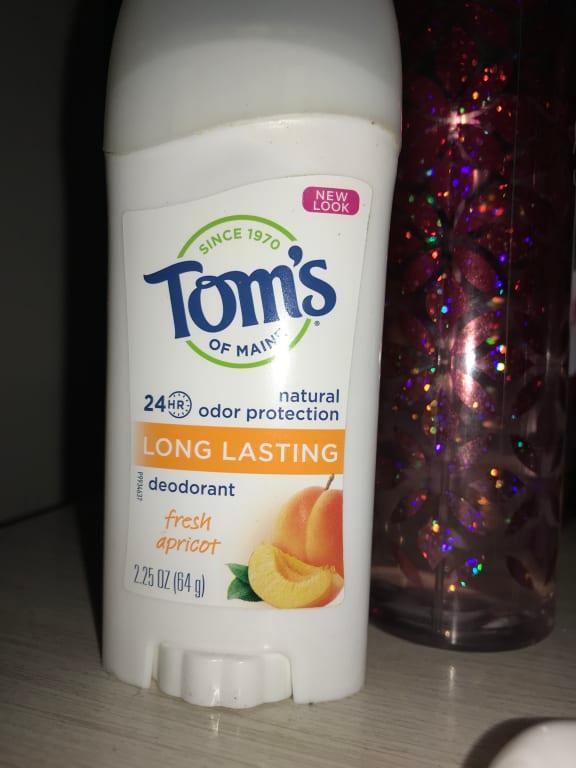 NEW
LOOK
SINCE 1970
Tom's®
OF MAINE
24 HR natural
odor protection
LONG LASTING
deodorant
P9934637
fresh
apricot
2.25 OZ (64 g)